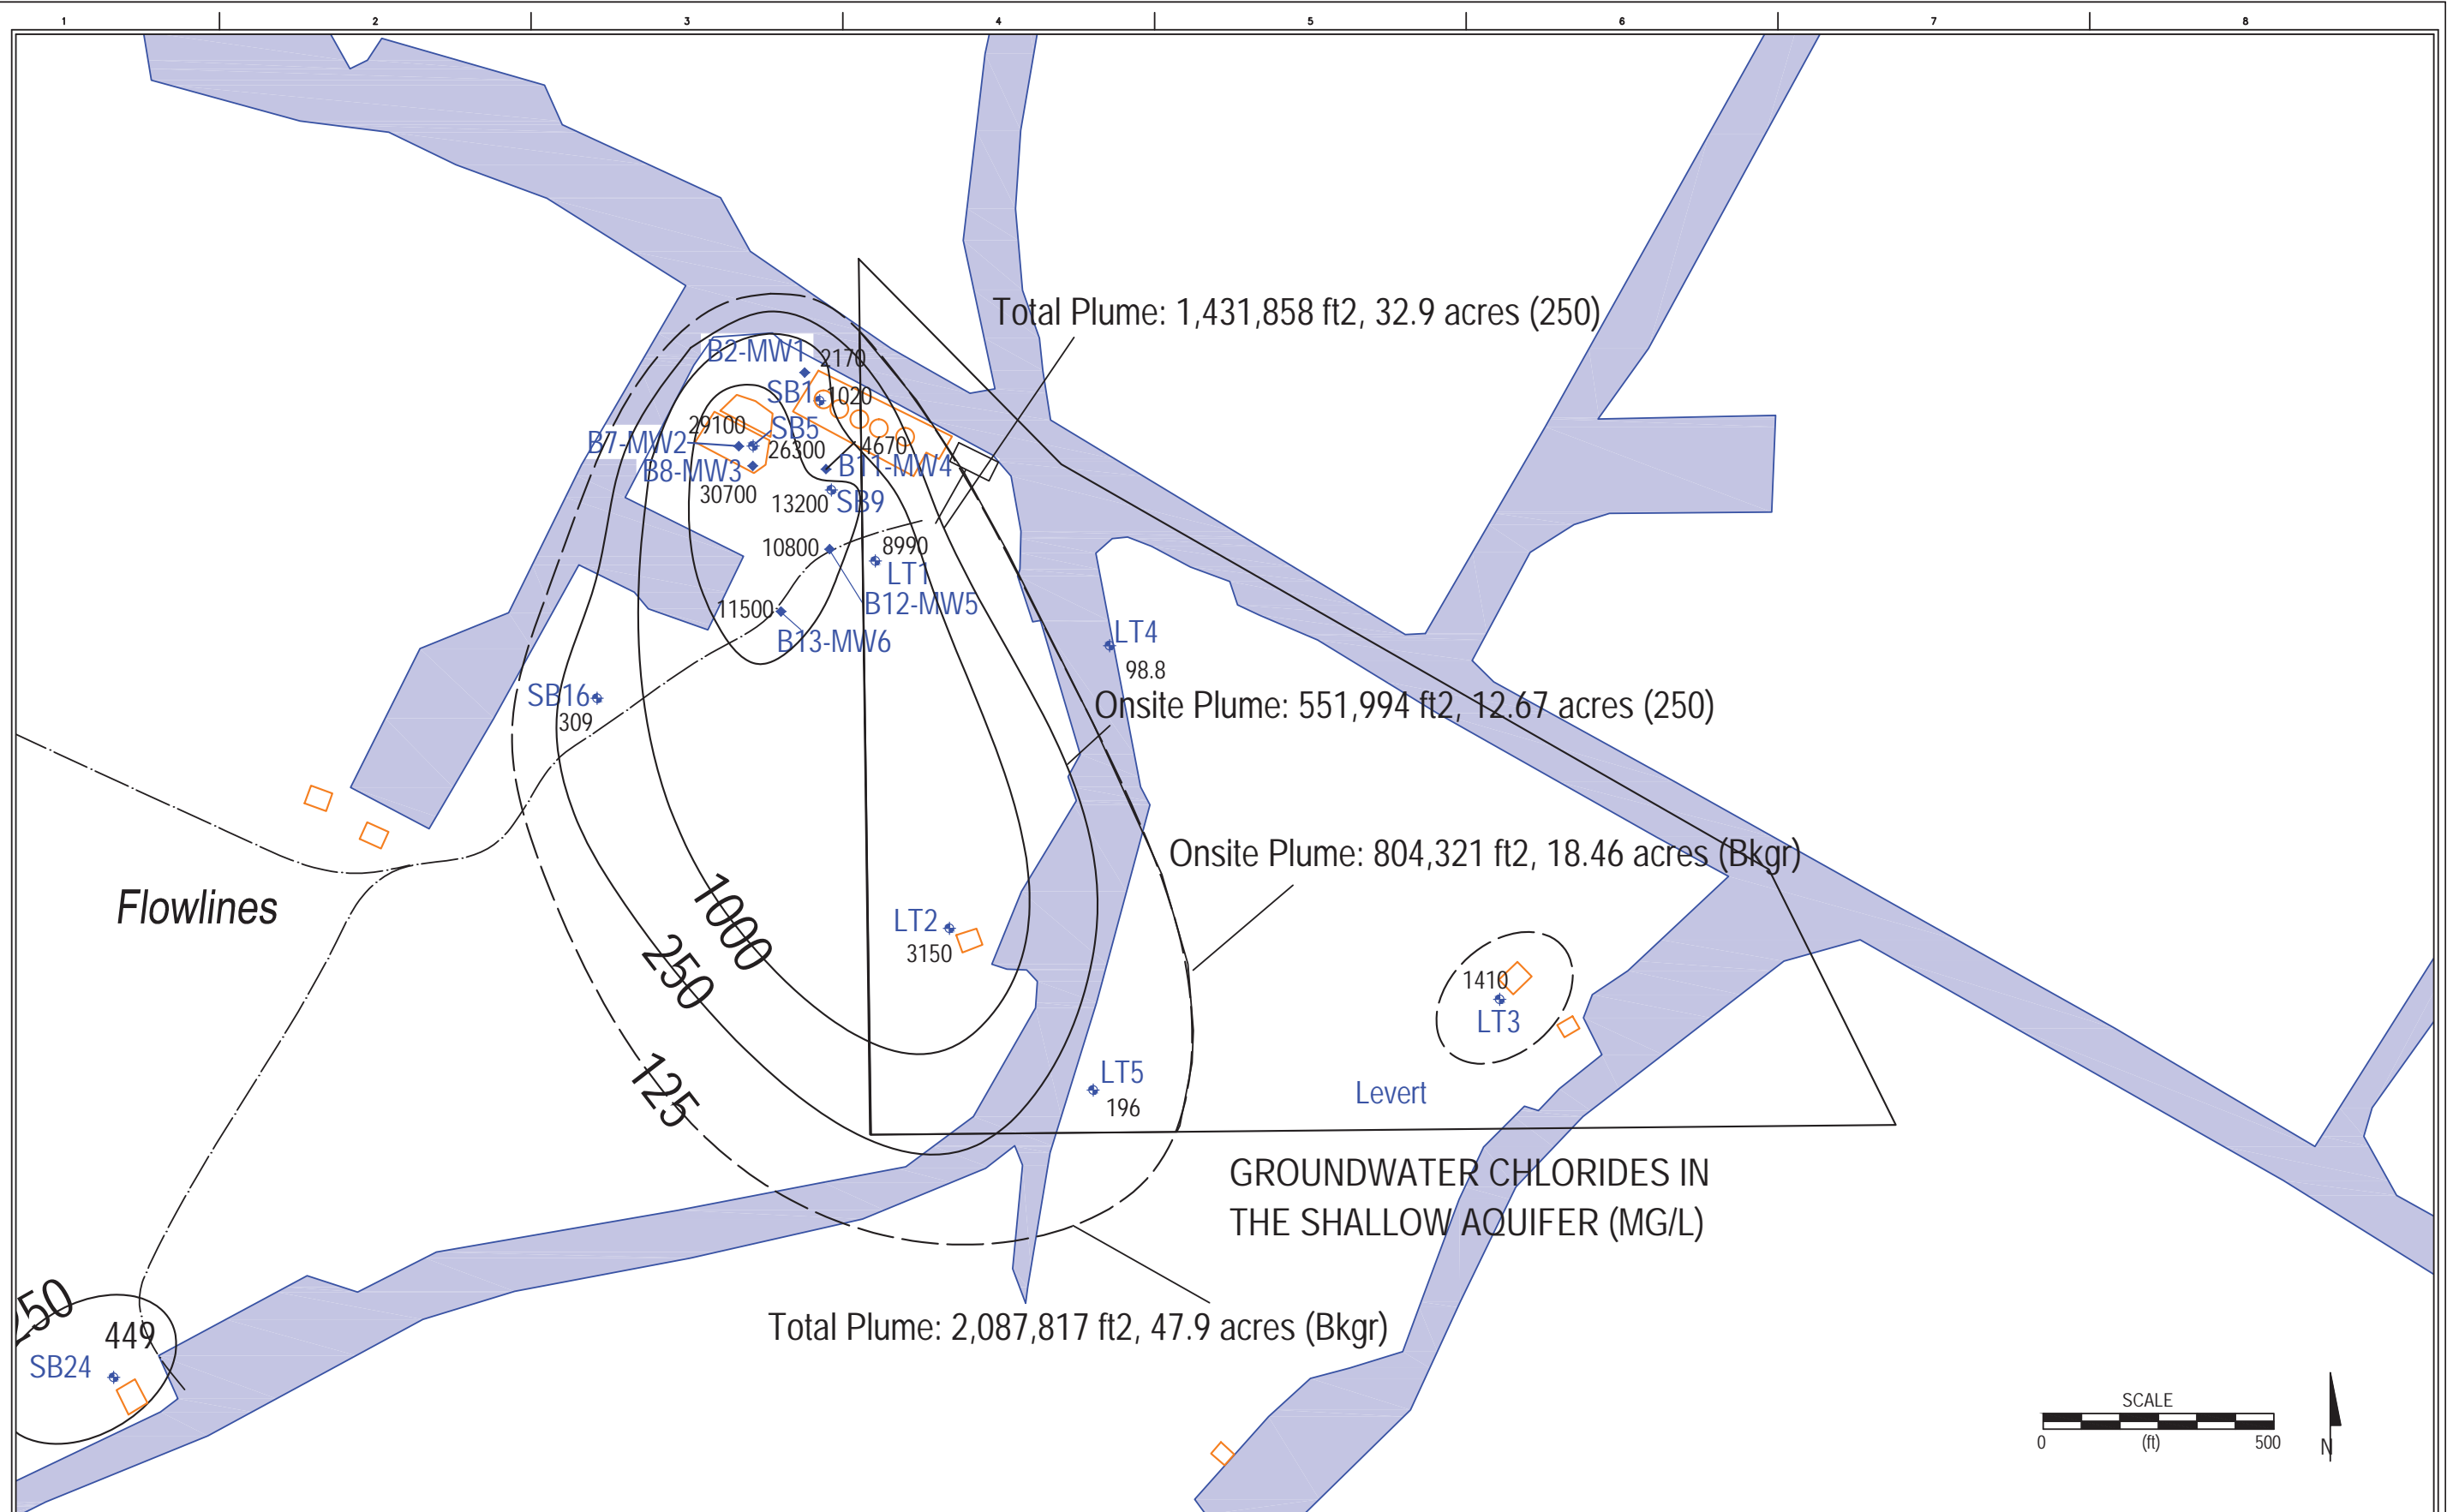 1 2 3 4 5 6 7 8
Total Plume: 1,431,858 ft2, 32.9 acres (250)
B2-MW1
2170
SB1
1020
29100
SB5
B7-MW2
26300
4670
B8-MW3
B11-MW4
30700
13200
SB9
10800
8990
LT1
11500
B12-MW5
B13-MW6
LT4
98.8
SB16
309
Onsite Plume: 551,994 ft2, 12.67 acres (250)
Onsite Plume: 804,321 ft2, 18.46 acres (Bkgr)
Flowlines
1000
LT2
3150
250
1410
LT3
125
LT5
196
Levert
GROUNDWATER CHLORIDES IN
THE SHALLOW AQUIFER (MG/L)
250
449
SB24
Total Plume: 2,087,817 ft2, 47.9 acres (Bkgr)
SCALE
0 (ft) 500
N